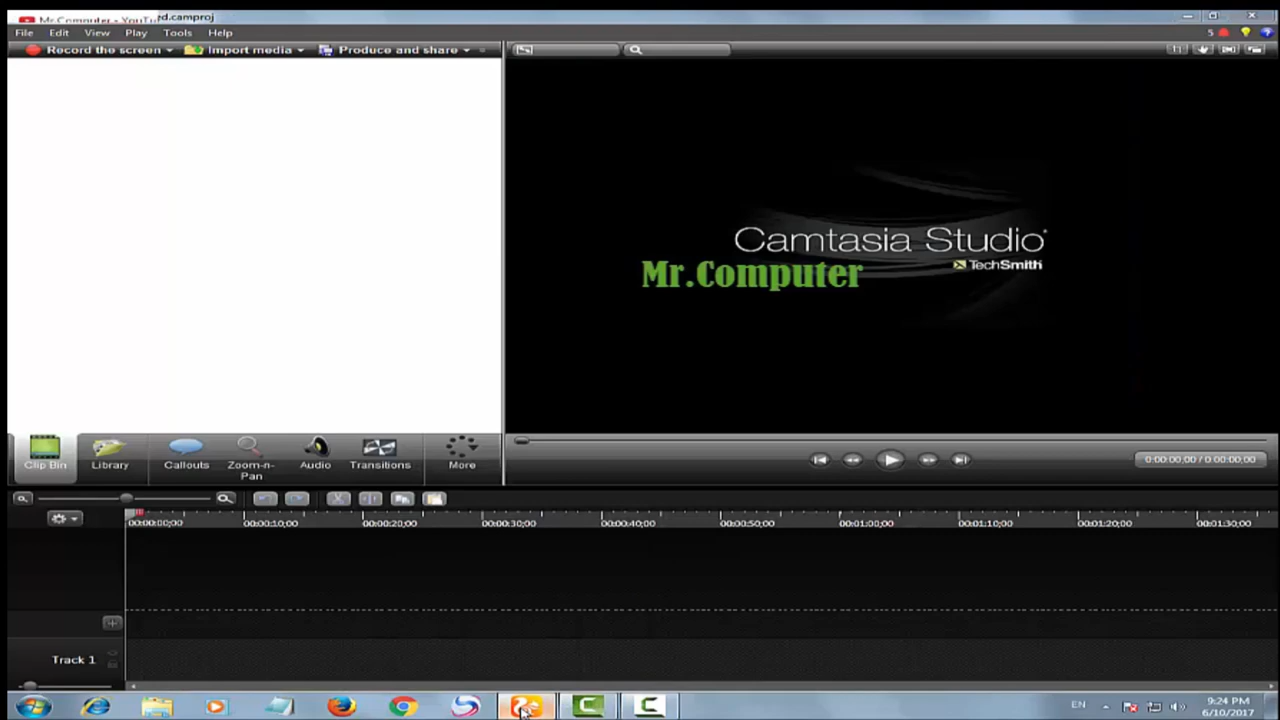 Mr.Computer - YouTu ed.camproj
File Edit View Play Tools Help
Record the screen Import media Produce and share 5
Camtasia Studio
TechSmith
Mr.Computer
Clip Bin Library Callouts Zoom-n-Pan Audio Transitions More
0:00:00;00 / 0:00:00;00
00:00:00;00 00:00:10;00 00:00:20;00 00:00:30;00 00:00:40;00 00:00:50;00 00:01:00;00 00:01:10;00 00:01:20;00 00:01:30;00
Track 1
EN 9:24 PM
6/10/2017